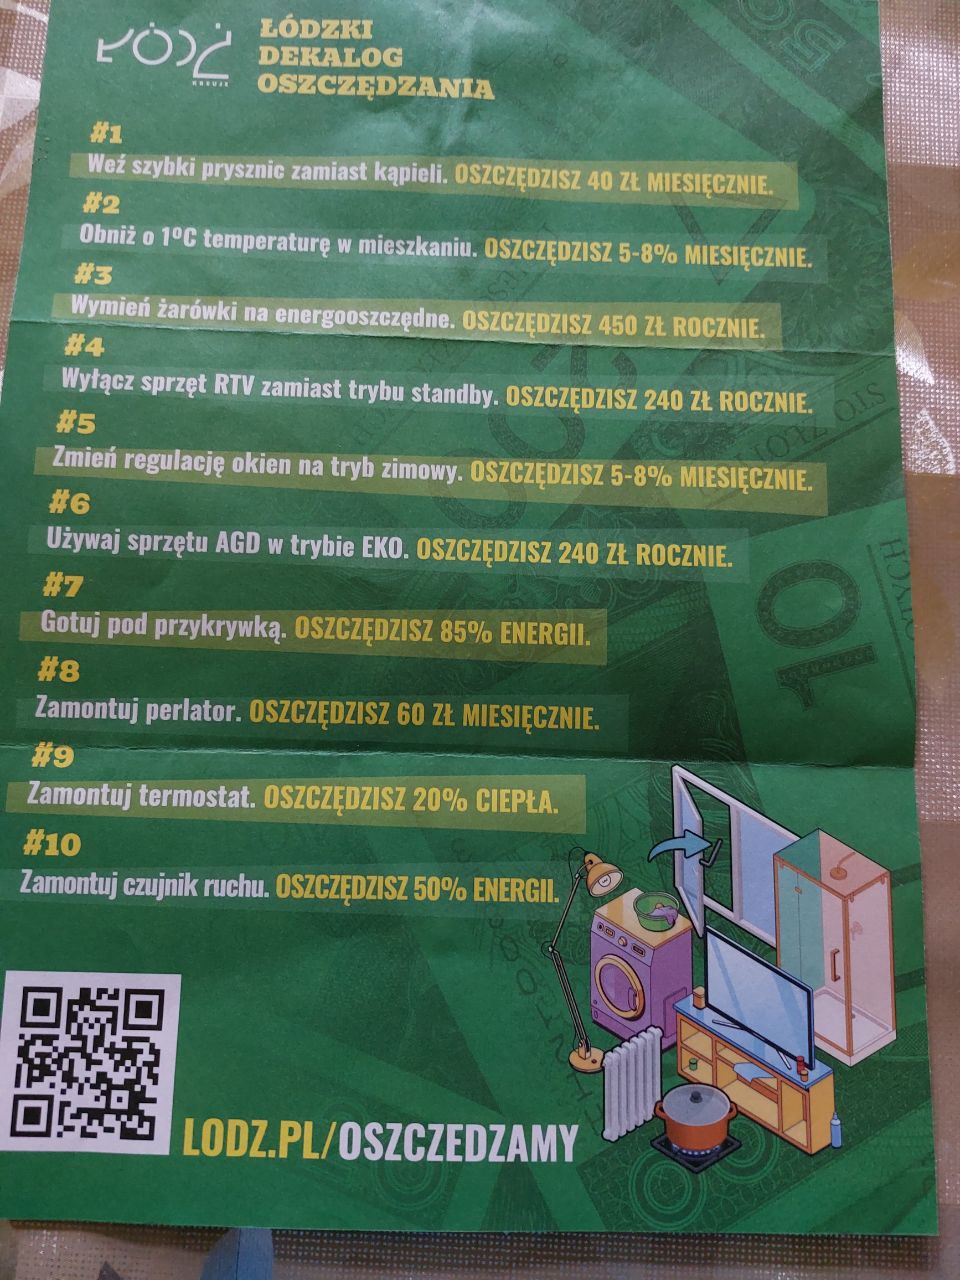 ŁÓDŹ
KREUJE
ŁÓDZKI
DEKALOG
OSZCZĘDZANIA
#1
Weź szybki prysznic zamiast kąpieli. OSZCZĘDZISZ 40 ZŁ MIESIĘCZNIE.
#2
Obniż o 1ºC temperaturę w mieszkaniu. OSZCZĘDZISZ 5-8% MIESIĘCZNIE.
#3
Wymień żarówki na energooszczędne. OSZCZĘDZISZ 450 ZŁ ROCZNIE.
#4
Wyłącz sprzęt RTV zamiast trybu standby. OSZCZĘDZISZ 240 ZŁ ROCZNIE.
#5
Zmień regulację okien na tryb zimowy. OSZCZĘDZISZ 5-8% MIESIĘCZNIE.
#6
Używaj sprzętu AGD w trybie EKO. OSZCZĘDZISZ 240 ZŁ ROCZNIE.
#7
Gotuj pod przykrywką. OSZCZĘDZISZ 85% ENERGII.
#8
Zamontuj perlator. OSZCZĘDZISZ 60 ZŁ MIESIĘCZNIE.
#9
Zamontuj termostat. OSZCZĘDZISZ 20% CIEPŁA.
#10
Zamontuj czujnik ruchu. OSZCZĘDZISZ 50% ENERGII.
LODZ.PL/OSZCZEDZAMY
10